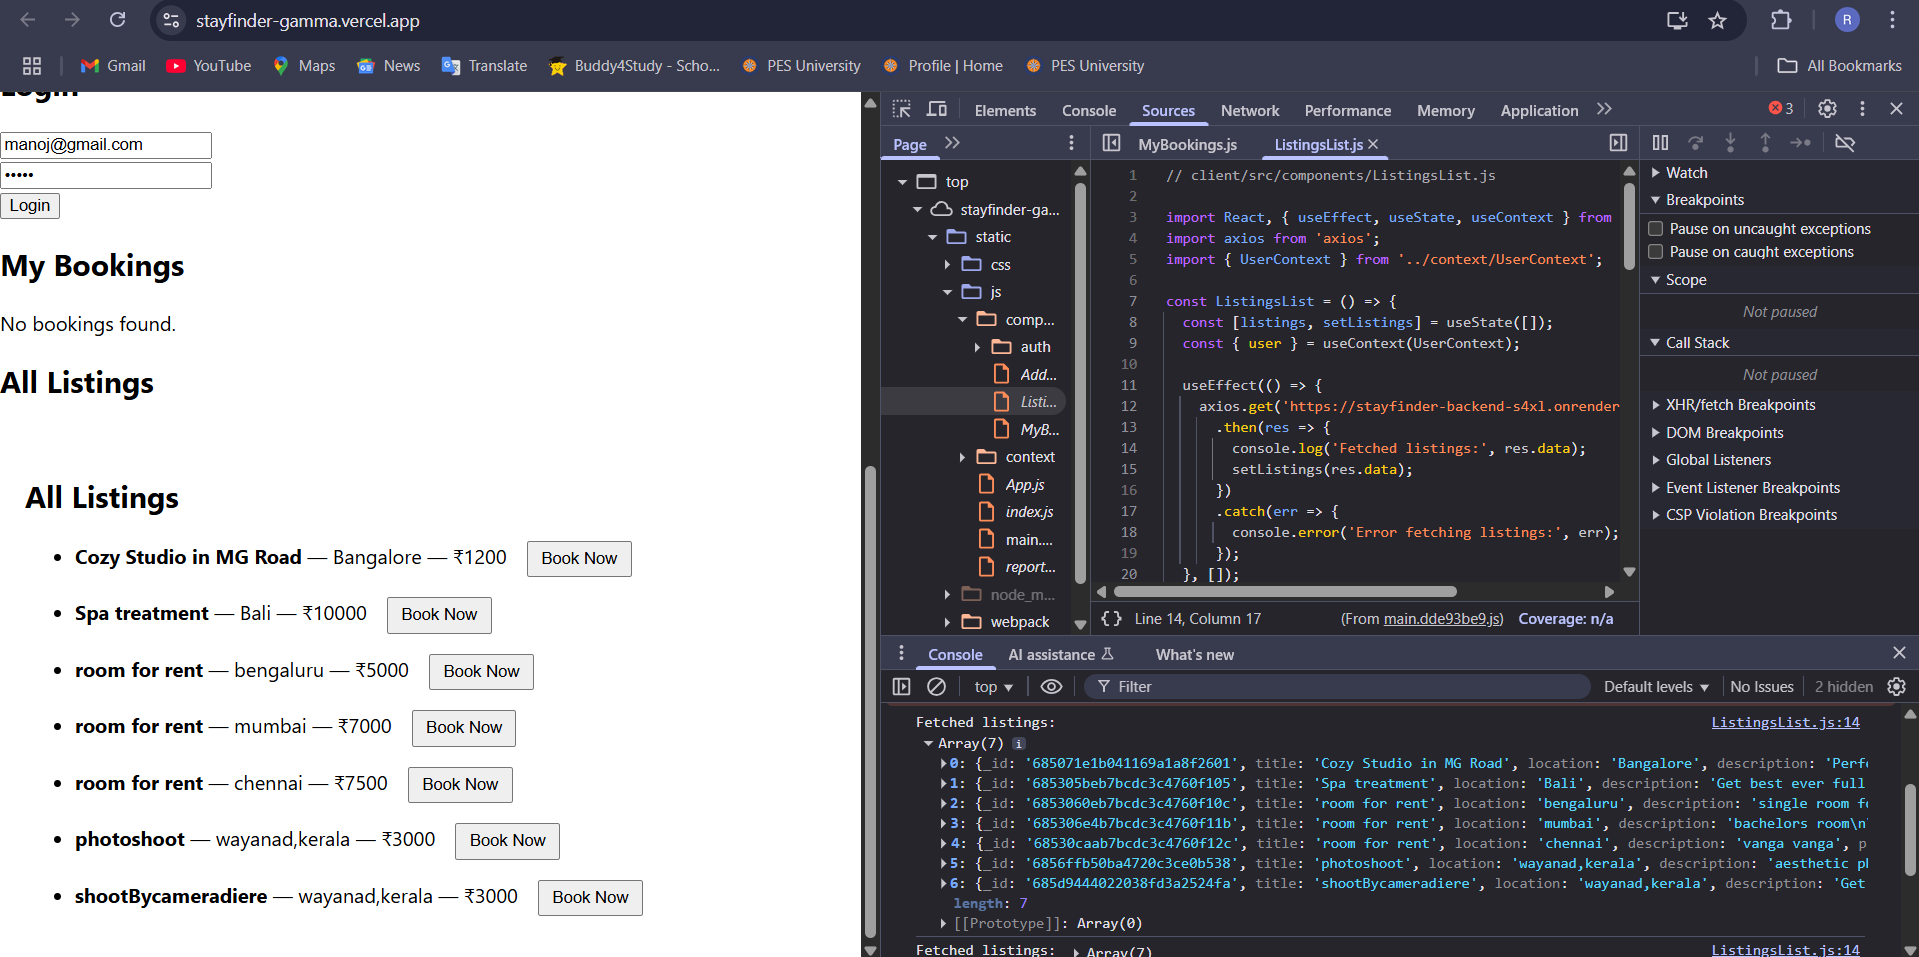 stayfinder-gamma.vercel.app
R
Gmail
YouTube
Maps
News
Translate
Buddy4Study - Scho...
PES University
Profile | Home
PES University
All Bookmarks
Login
manoj@gmail.com
•••••
Login
My Bookings
No bookings found.
All Listings
All Listings
• Cozy Studio in MG Road — Bangalore — ₹1200 Book Now
• Spa treatment — Bali — ₹10000 Book Now
• room for rent — bengaluru — ₹5000 Book Now
• room for rent — mumbai — ₹7000 Book Now
• room for rent — chennai — ₹7500 Book Now
• photoshoot — wayanad,kerala — ₹3000 Book Now
• shootBycameradiere — wayanad,kerala — ₹3000 Book Now
Elements Console Sources Network Performance Memory Application 3
Page
top
stayfinder-ga...
static
css
js
comp...
auth
Add...
Listi...
MyB...
context
App.js
index.js
main....
report...
node_m...
webpack
MyBookings.js ListingsList.js
1 // client/src/components/ListingsList.js
2
3 import React, { useEffect, useState, useContext } from
4 import axios from 'axios';
5 import { UserContext } from '../context/UserContext';
6
7 const ListingsList = () => {
8 const [listings, setListings] = useState([]);
9 const { user } = useContext(UserContext);
10
11 useEffect(() => {
12 axios.get('https://stayfinder-backend-s4xl.onrender
13 .then(res => {
14 console.log('Fetched listings:', res.data);
15 setListings(res.data);
16 })
17 .catch(err => {
18 console.error('Error fetching listings:', err);
19 });
20 }, []);
{} Line 14, Column 17 (From main.dde93be9.js) Coverage: n/a
Watch
Breakpoints
Pause on uncaught exceptions
Pause on caught exceptions
Scope
Not paused
Call Stack
Not paused
XHR/fetch Breakpoints
DOM Breakpoints
Global Listeners
Event Listener Breakpoints
CSP Violation Breakpoints
Console AI assistance What's new
top Filter Default levels No Issues 2 hidden
Fetched listings: ListingsList.js:14
Array(7) i
0: {_id: '685071e1b041169a1a8f2601', title: 'Cozy Studio in MG Road', location: 'Bangalore', description: 'Perfe
1: {_id: '685305beb7bcdc3c4760f105', title: 'Spa treatment', location: 'Bali', description: 'Get best ever full
2: {_id: '6853060eb7bcdc3c4760f10c', title: 'room for rent', location: 'bengaluru', description: 'single room fo
3: {_id: '685306e4b7bcdc3c4760f11b', title: 'room for rent', location: 'mumbai', description: 'bachelors room\n
4: {_id: '68530caab7bcdc3c4760f12c', title: 'room for rent', location: 'chennai', description: 'vanga vanga', p
5: {_id: '6856ffb50ba4720c3ce0b538', title: 'photoshoot', location: 'wayanad,kerala', description: 'aesthetic ph
6: {_id: '685d9444022038fd3a2524fa', title: 'shootBycameradiere', location: 'wayanad,kerala', description: 'Get
length: 7
[[Prototype]]: Array(0)
Fetched listings: Array(7) ListingsList.js:14